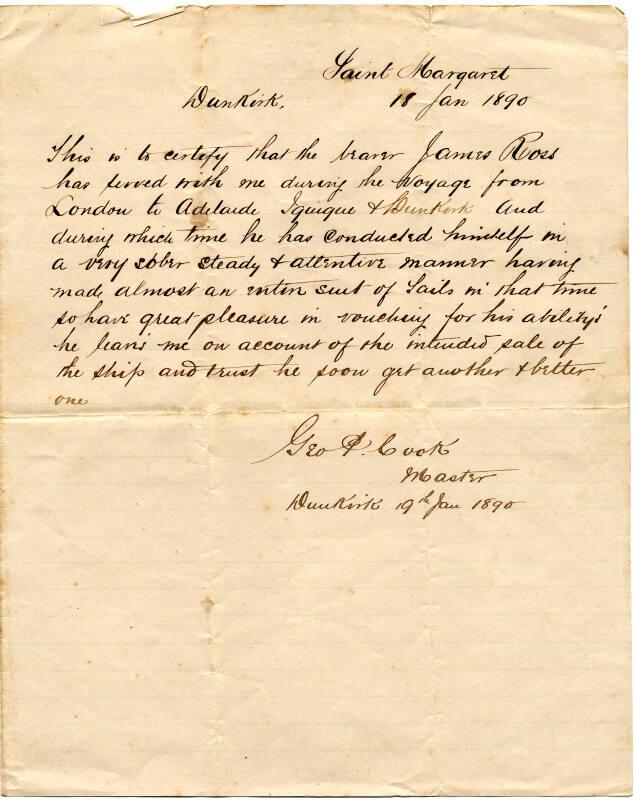 Saint Margaret
Dunkirk, 18 Jan 1890
This is to certify that the bearer James Ross
has served with me during the Voyage from
London to Adelaide Iquique & Dunkirk And
during which time he has conducted himself in
a very sober steady & attentive manner having
made almost an entire suit of Sails in that time
so have great pleasure in vouching for his ability's
he leavs me on account of the intended sale of
the ship and trust he soon get another & better
one
Geo Cook
Master
Dunkirk 19th Jan 1890